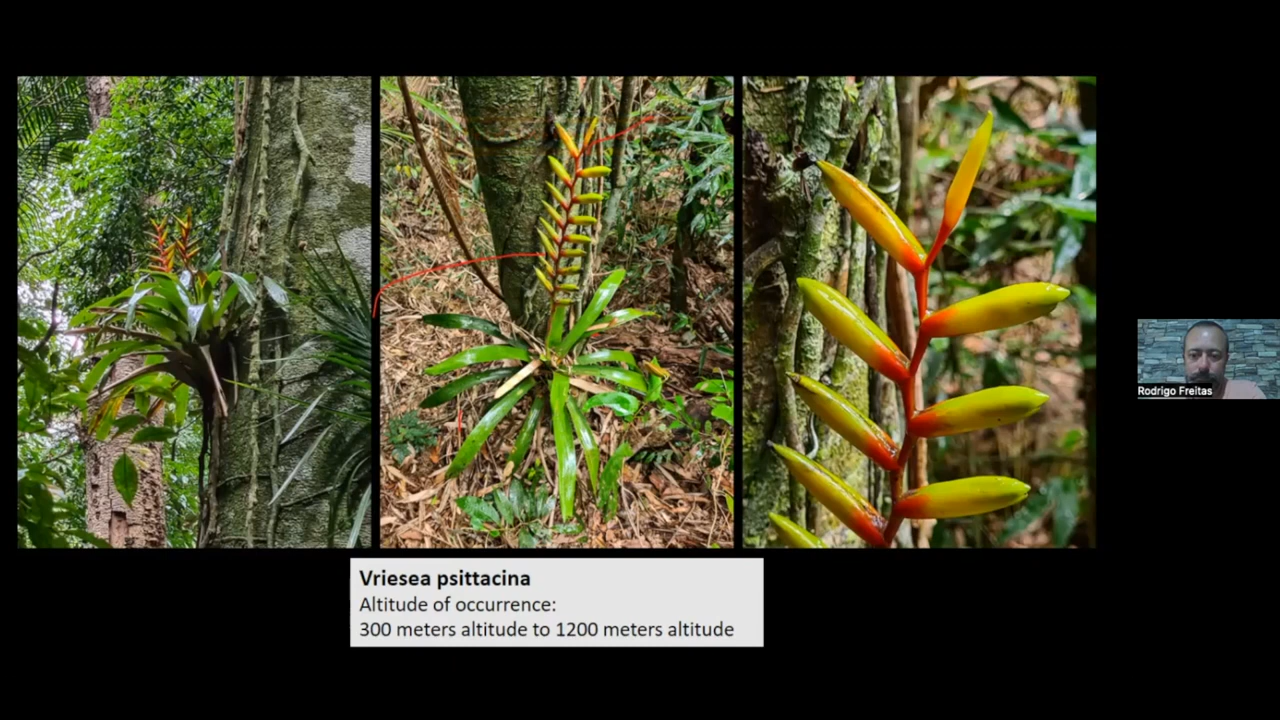 Vriesea psittacina
Altitude of occurrence:
300 meters altitude to 1200 meters altitude
Rodrigo Freitas